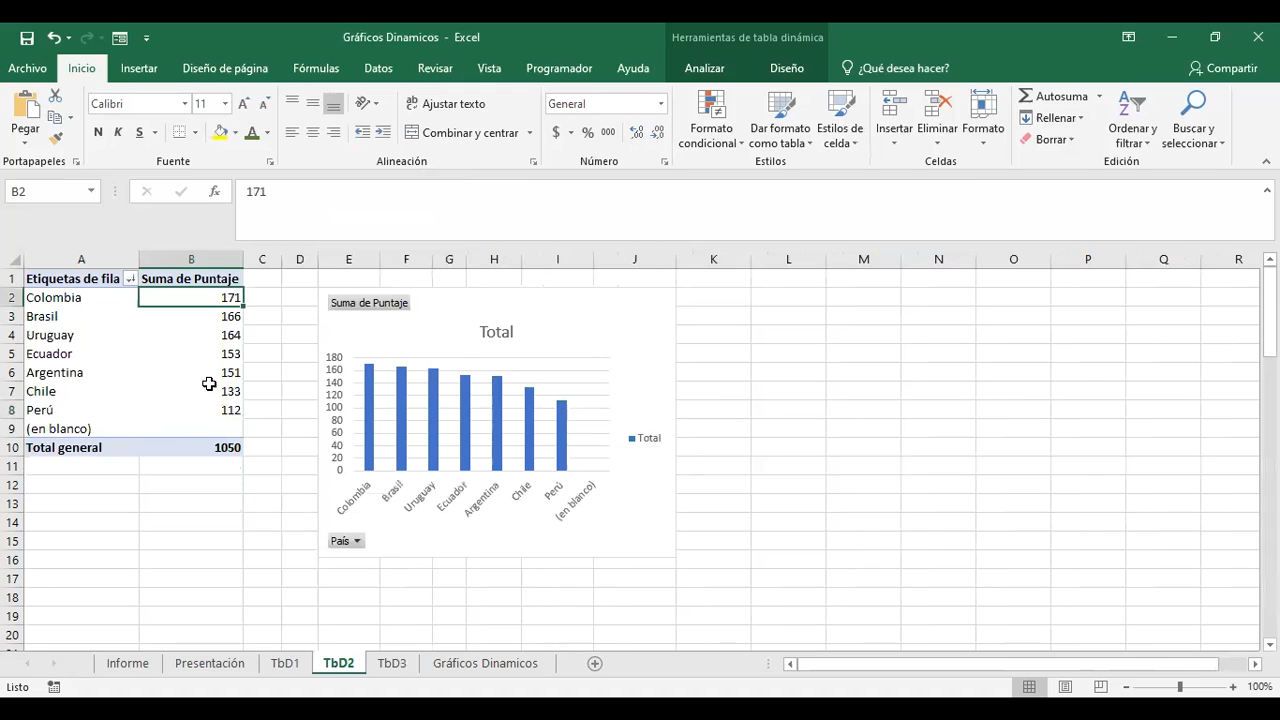 Gráficos Dinamicos - Excel
Herramientas de tabla dinámica
Archivo Inicio Insertar Diseño de página Fórmulas Datos Revisar Vista Programador Ayuda Analizar Diseño ¿Qué desea hacer? Compartir
Pegar
Calibri 11
N K S
Ajustar texto
Combinar y centrar
General
$ % 000
Formato condicional
Dar formato como tabla
Estilos de celda
Insertar Eliminar Formato
Autosuma
Rellenar
Borrar
Ordenar y filtrar
Buscar y seleccionar
Portapapeles Fuente Alineación Número Estilos Celdas Edición
B2 fx 171
A B C D E F G H I J K L M N O P Q R
1 Etiquetas de fila Suma de Puntaje
2 Colombia 171
3 Brasil 166
4 Uruguay 164
5 Ecuador 153
6 Argentina 151
7 Chile 133
8 Perú 112
9 (en blanco)
10 Total general 1050
11
12
13
14
15
16
17
18
19
20
Suma de Puntaje
Total
180
160
140
120
100
80
60
40
20
0
Colombia Brasil Uruguay Ecuador Argentina Chile Perú (en blanco)
Total
País
Informe Presentación TbD1 TbD2 TbD3 Gráficos Dinamicos
Listo 100%